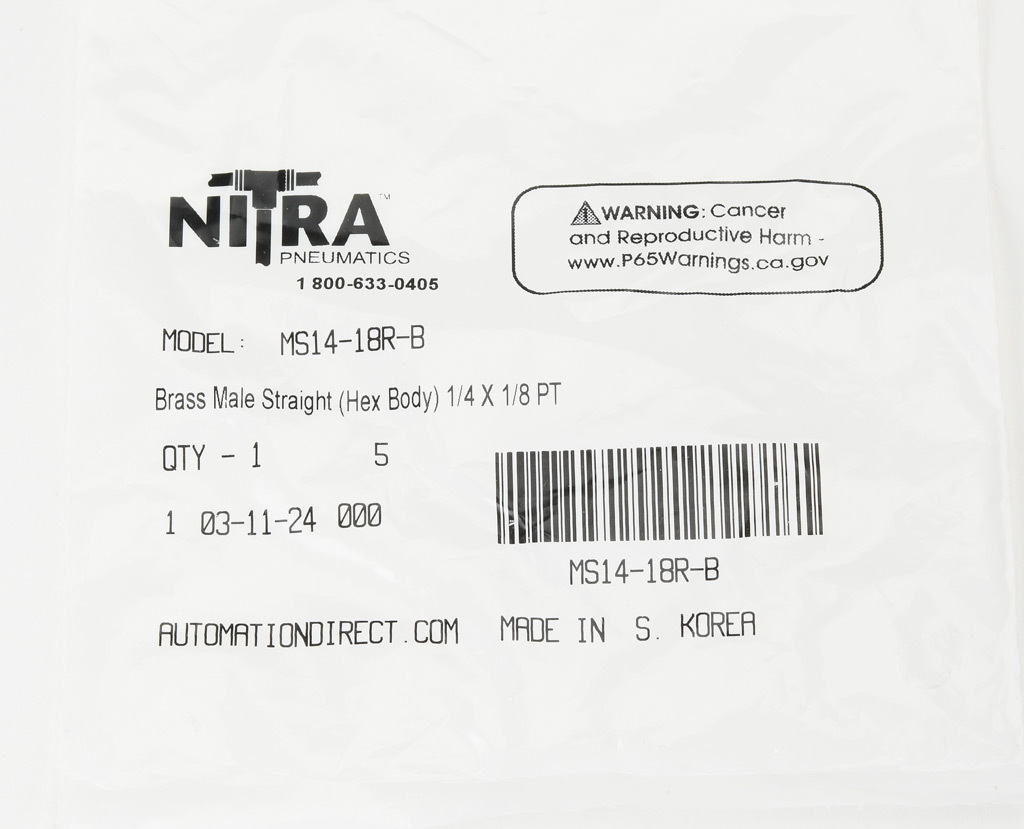 NITRA™
PNEUMATICS
1 800-633-0405
⚠WARNING: Cancer
and Reproductive Harm -
www.P65Warnings.ca.gov
MODEL: MS14-18R-B
Brass Male Straight (Hex Body) 1/4 X 1/8 PT
QTY - 1 5
1 03-11-24 000
MS14-18R-B
AUTOMATIONDIRECT.COM MADE IN S. KOREA